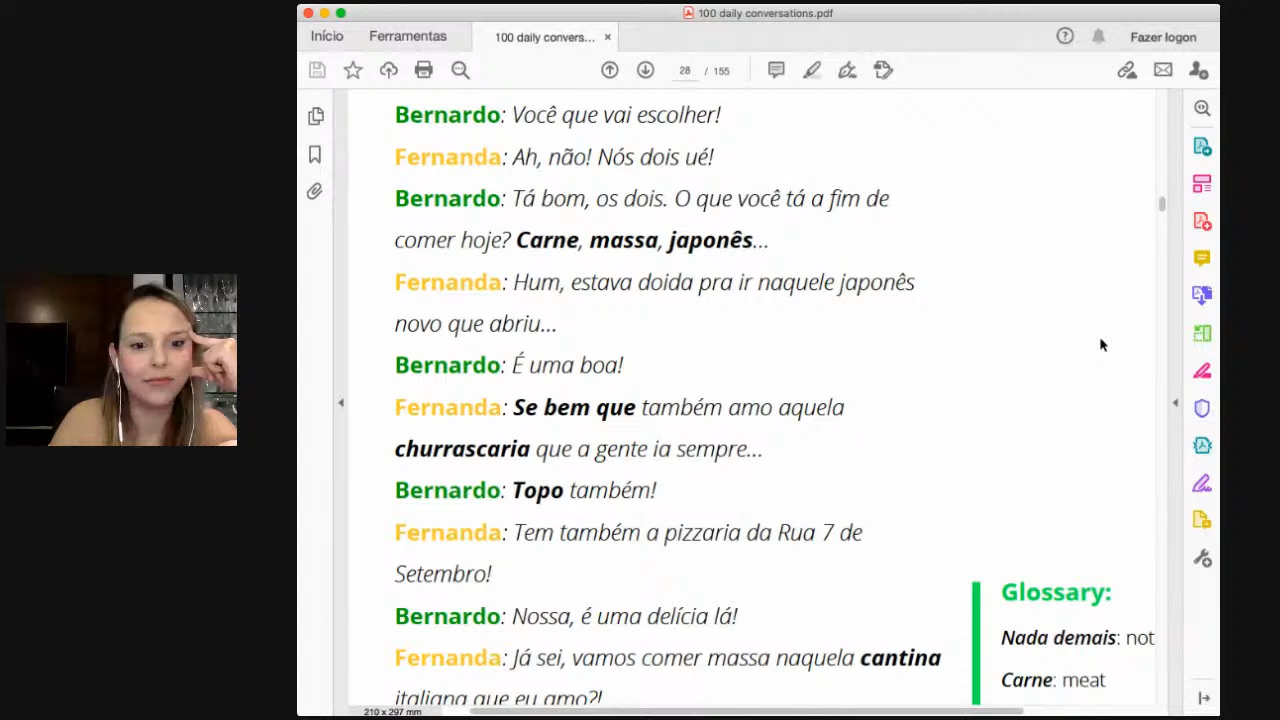 100 daily conversations.pdf
Início Ferramentas 100 daily convers... × Fazer logon
28 / 155
Bernardo: Você que vai escolher!
Fernanda: Ah, não! Nós dois ué!
Bernardo: Tá bom, os dois. O que você tá a fim de
comer hoje? Carne, massa, japonês...
Fernanda: Hum, estava doida pra ir naquele japonês
novo que abriu...
Bernardo: É uma boa!
Fernanda: Se bem que também amo aquela
churrascaria que a gente ia sempre...
Bernardo: Topo também!
Fernanda: Tem também a pizzaria da Rua 7 de
Setembro!
Bernardo: Nossa, é uma delícia lá!
Fernanda: Já sei, vamos comer massa naquela cantina
italiana que eu amo?!
Glossary:
Nada demais: not
Carne: meat
210 x 297 mm